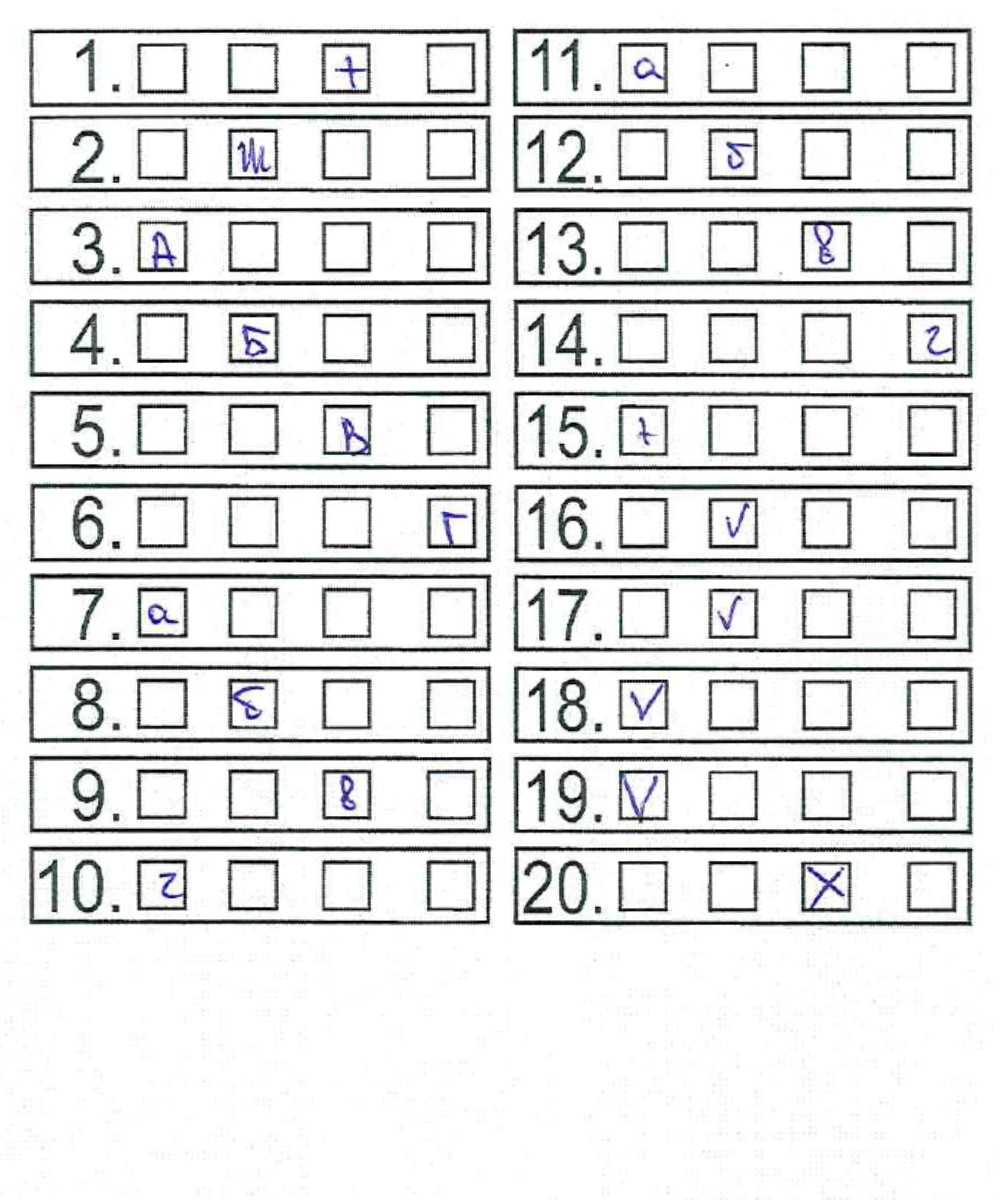 1. +
2. Ж
3. А
4. Б
5. В
6. Г
7. а
8. б
9. в
10. г
11. а
12. б
13. в
14. г
15. +
16. V
17. V
18. V
19. V
20. X